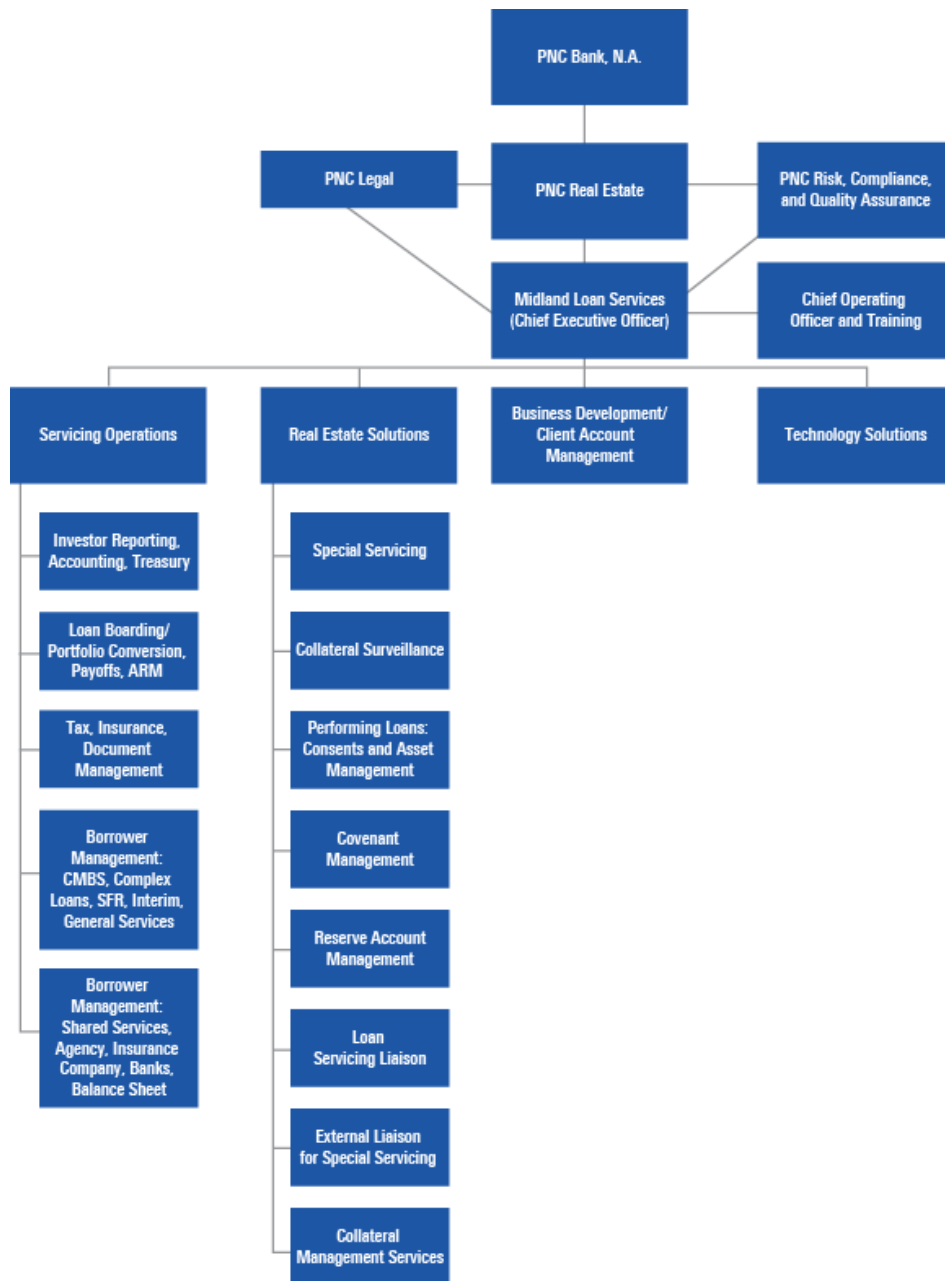 PNC Bank, N.A.
PNC Legal
PNC Real Estate
PNC Risk, Compliance,
and Quality Assurance
Midland Loan Services
(Chief Executive Officer)
Chief Operating
Officer and Training
Servicing Operations
Real Estate Solutions
Business Development/
Client Account
Management
Technology Solutions
Investor Reporting,
Accounting, Treasury
Loan Boarding/
Portfolio Conversion,
Payoffs, ARM
Tax, Insurance,
Document
Management
Borrower
Management:
CMBS, Complex
Loans, SFR, Interim,
General Services
Borrower
Management:
Shared Services,
Agency, Insurance
Company, Banks,
Balance Sheet
Special Servicing
Collateral Surveillance
Performing Loans:
Consents and Asset
Management
Covenant
Management
Reserve Account
Management
Loan
Servicing Liaison
External Liaison
for Special Servicing
Collateral
Management Services